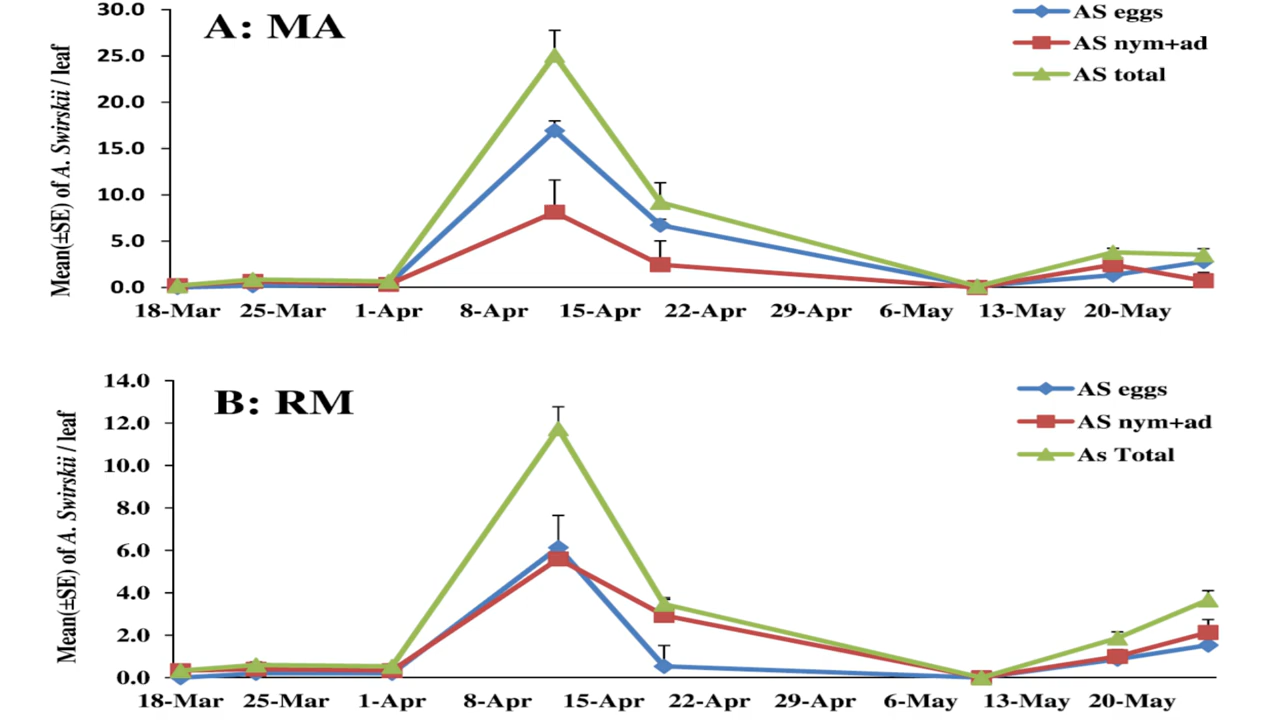 30.0
A: MA
AS eggs
AS nym+ad
AS total
25.0
20.0
15.0
10.0
5.0
0.0
Mean(±SE) of A. Swirskii / leaf
18-Mar 25-Mar 1-Apr 8-Apr 15-Apr 22-Apr 29-Apr 6-May 13-May 20-May
14.0
B: RM
AS eggs
AS nym+ad
As Total
12.0
10.0
8.0
6.0
4.0
2.0
0.0
Mean(±SE) of A. Swirskii / leaf
18-Mar 25-Mar 1-Apr 8-Apr 15-Apr 22-Apr 29-Apr 6-May 13-May 20-May